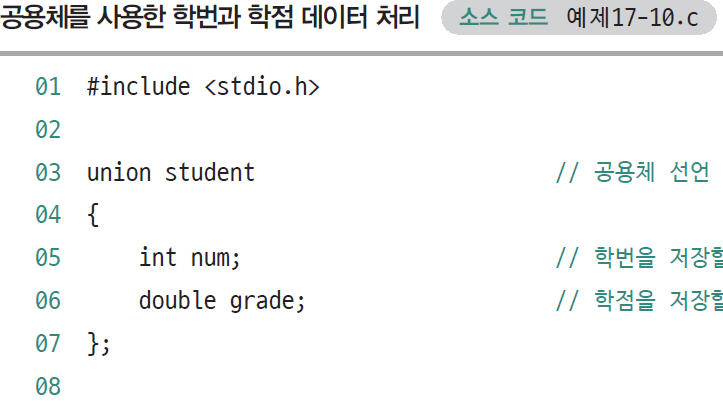 공용체를 사용한 학번과 학점 데이터 처리 소스 코드 예제17-10.c
01 #include <stdio.h>
02
03 union student // 공용체 선언
04 {
05 int num; // 학번을 저장할
06 double grade; // 학점을 저장할
07 };
08